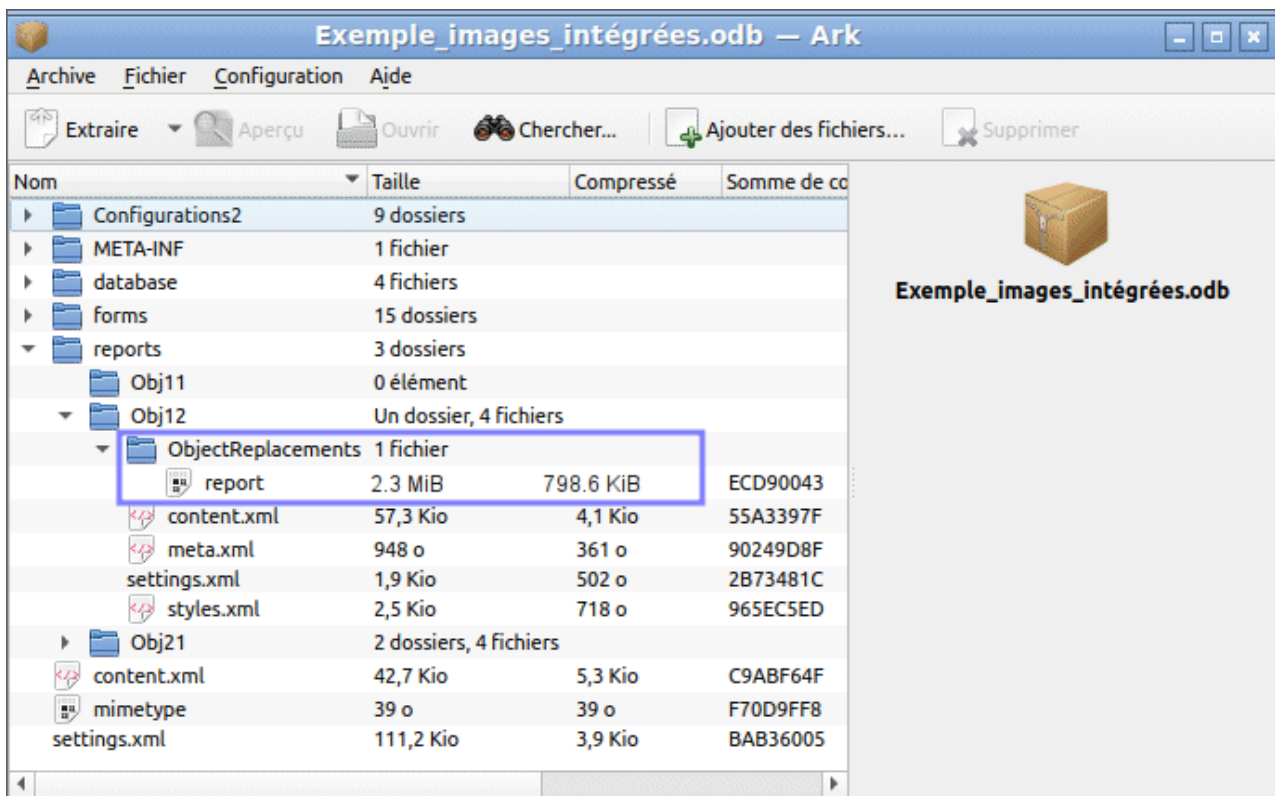 Exemple_images_intégrées.odb — Ark
Archive Fichier Configuration Aide
Extraire Aperçu Ouvrir Chercher... Ajouter des fichiers... Supprimer
Nom Taille Compressé Somme de co
Configurations2 9 dossiers
META-INF 1 fichier
database 4 fichiers
forms 15 dossiers
reports 3 dossiers
Obj11 0 élément
Obj12 Un dossier, 4 fichiers
ObjectReplacements 1 fichier
report 2.3 MiB 798.6 KiB ECD90043
content.xml 57,3 Kio 4,1 Kio 55A3397F
meta.xml 948 o 361 o 90249D8F
settings.xml 1,9 Kio 502 o 2B73481C
styles.xml 2,5 Kio 718 o 965EC5ED
Obj21 2 dossiers, 4 fichiers
content.xml 42,7 Kio 5,3 Kio C9ABF64F
mimetype 39 o 39 o F70D9FF8
settings.xml 111,2 Kio 3,9 Kio BAB36005
Exemple_images_intégrées.odb